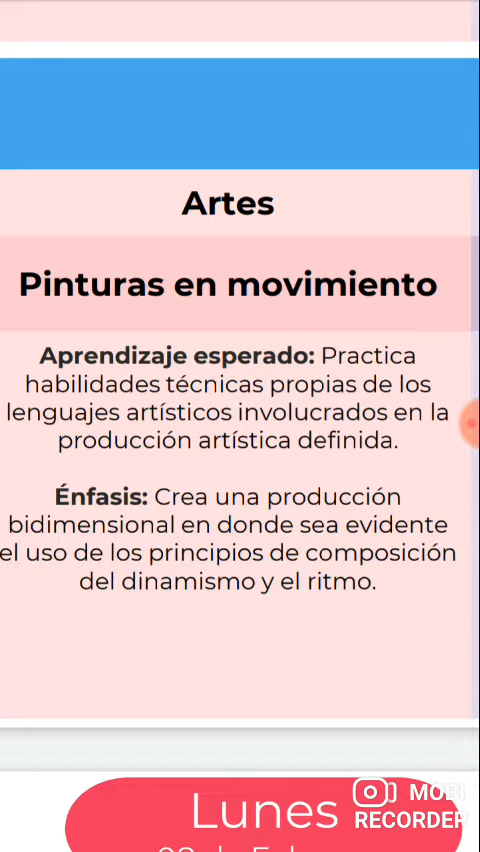 Artes
Pinturas en movimiento
Aprendizaje esperado: Practica
habilidades técnicas propias de los
lenguajes artísticos involucrados en la
producción artística definida.
Énfasis: Crea una producción
bidimensional en donde sea evidente
el uso de los principios de composición
del dinamismo y el ritmo.
Lunes
MOBI
RECORDER